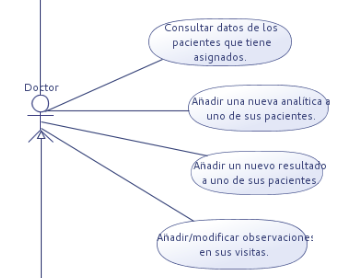 Consultar datos de los
pacientes que tiene
asignados.
Doctor
Añadir una nueva analítica a
uno de sus pacientes.
Añadir un nuevo resultado
a uno de sus pacientes
Añadir/modificar observaciones
en sus visitas.